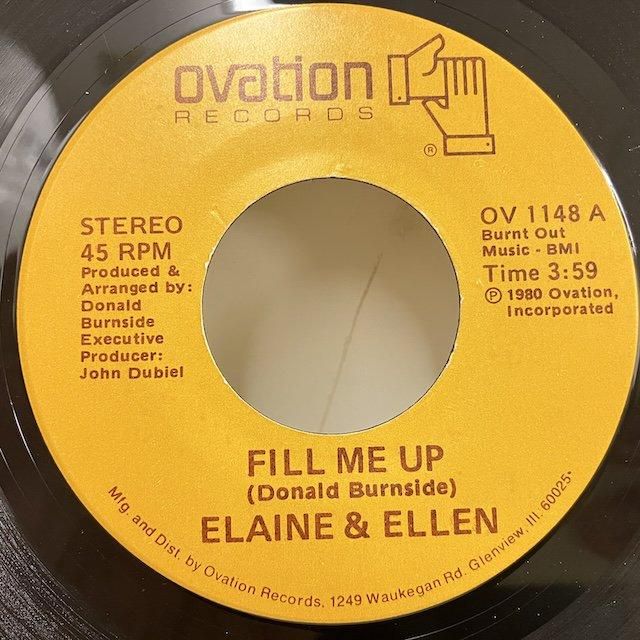 ovation
RECORDS
®
STEREO
45 RPM
Produced &
Arranged by:
Donald
Burnside
Executive
Producer:
John Dubiel
OV 1148 A
Burnt Out
Music - BMI
Time 3:59
℗ 1980 Ovation,
Incorporated
FILL ME UP
(Donald Burnside)
ELAINE & ELLEN
Mfg. and Dist. by Ovation Records, 1249 Waukegan Rd. Glenview, Ill. 60025•